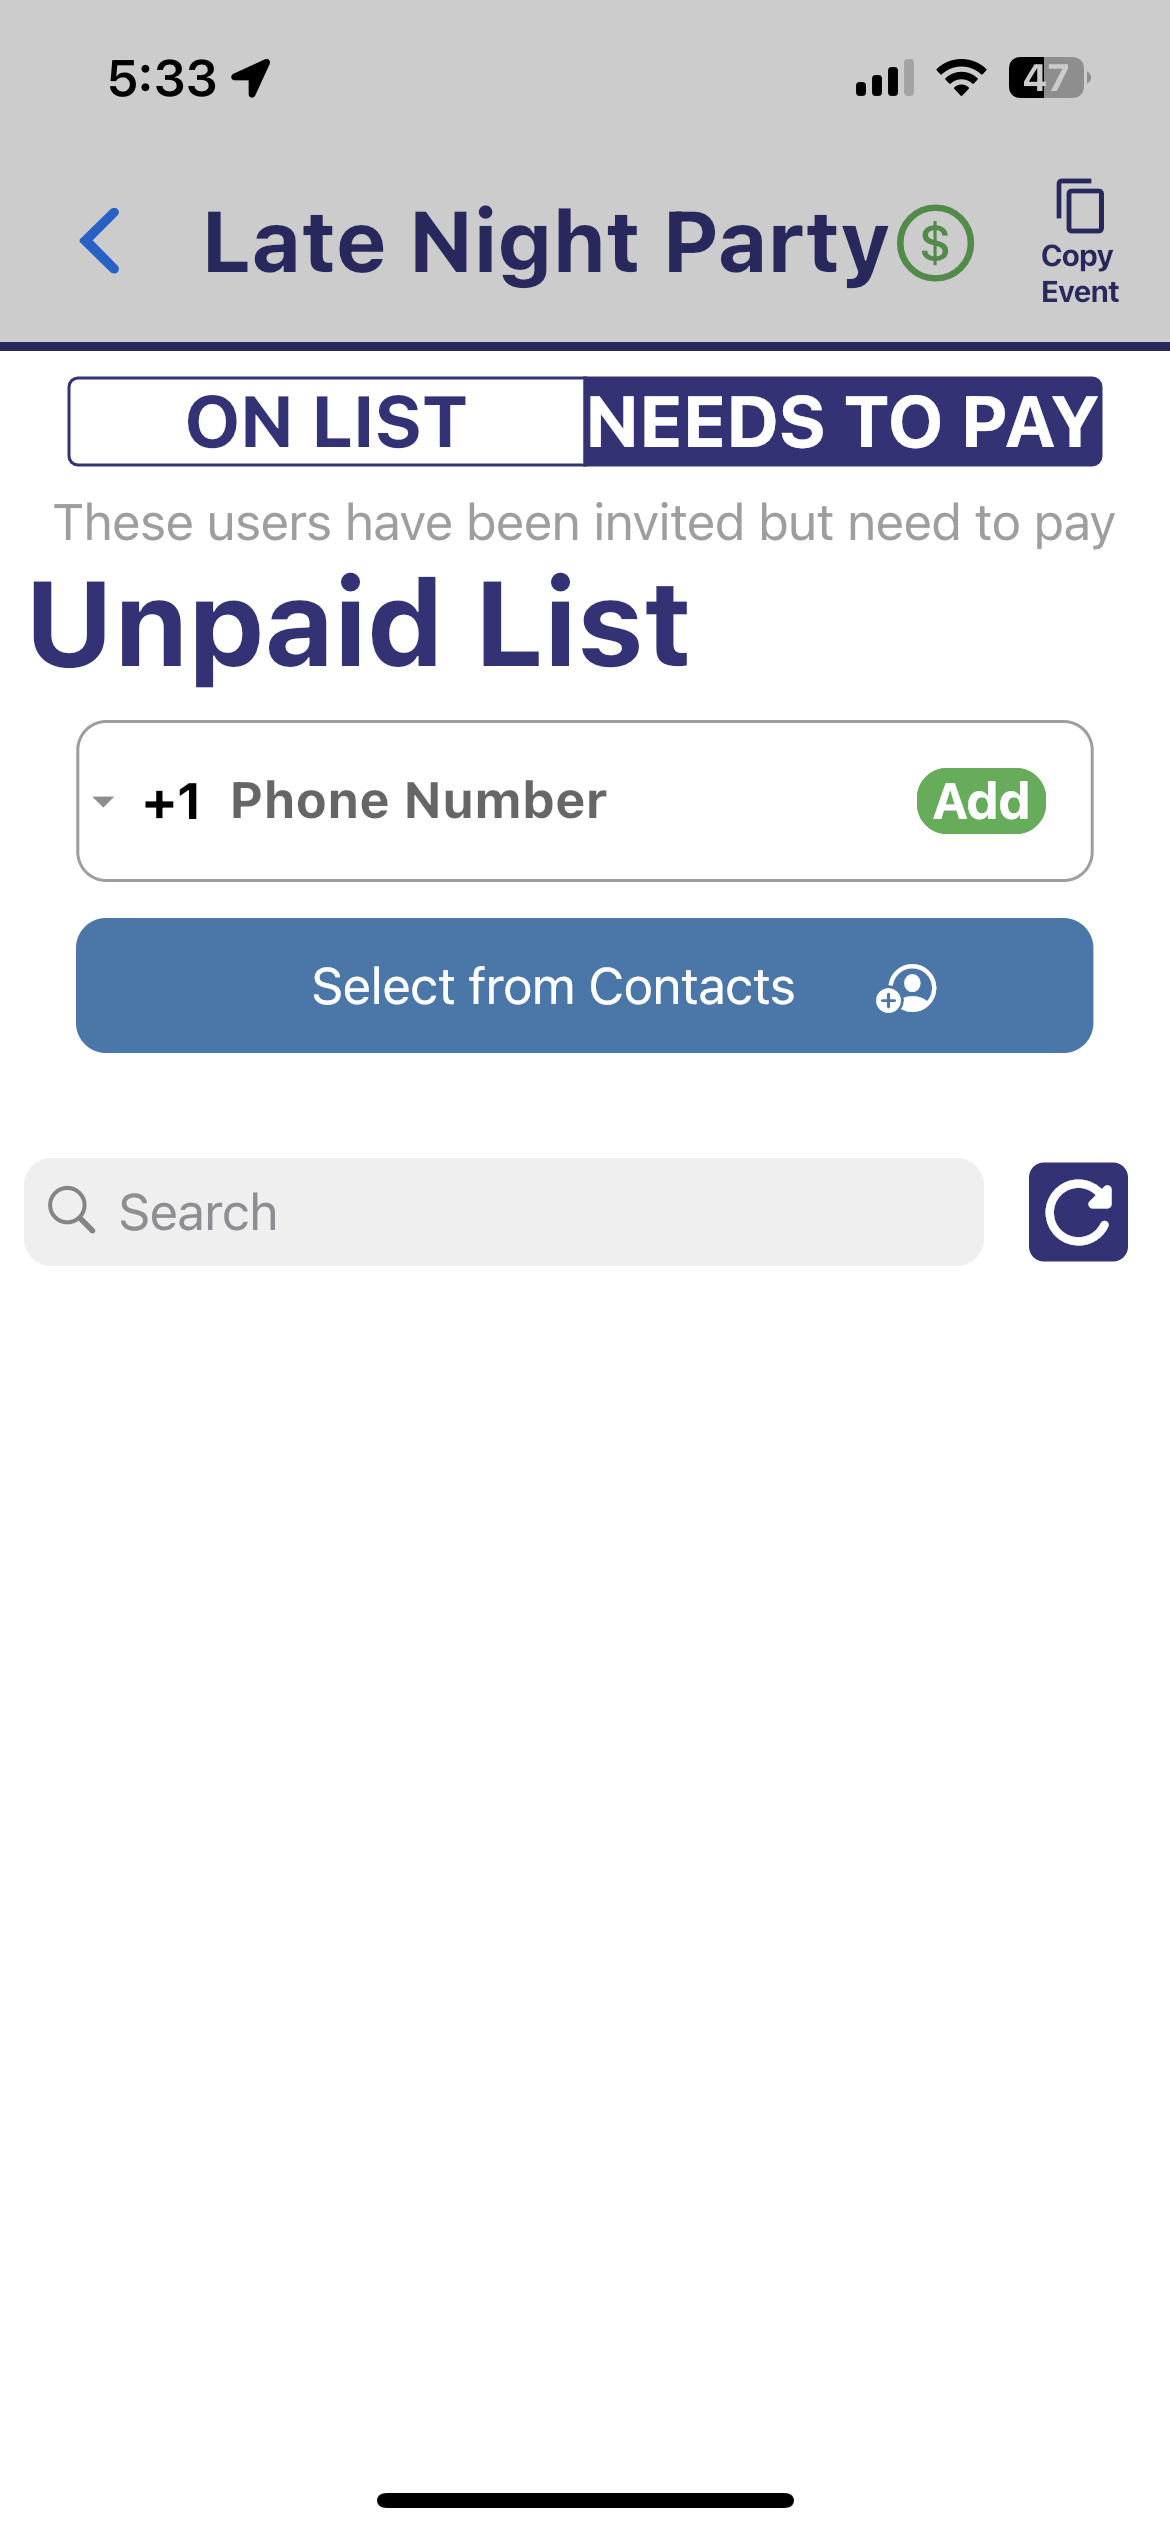 5:33
47
Late Night Party
$
Copy
Event
ON LIST
NEEDS TO PAY
These users have been invited but need to pay
Unpaid List
+1 Phone Number
Add
Select from Contacts
Search